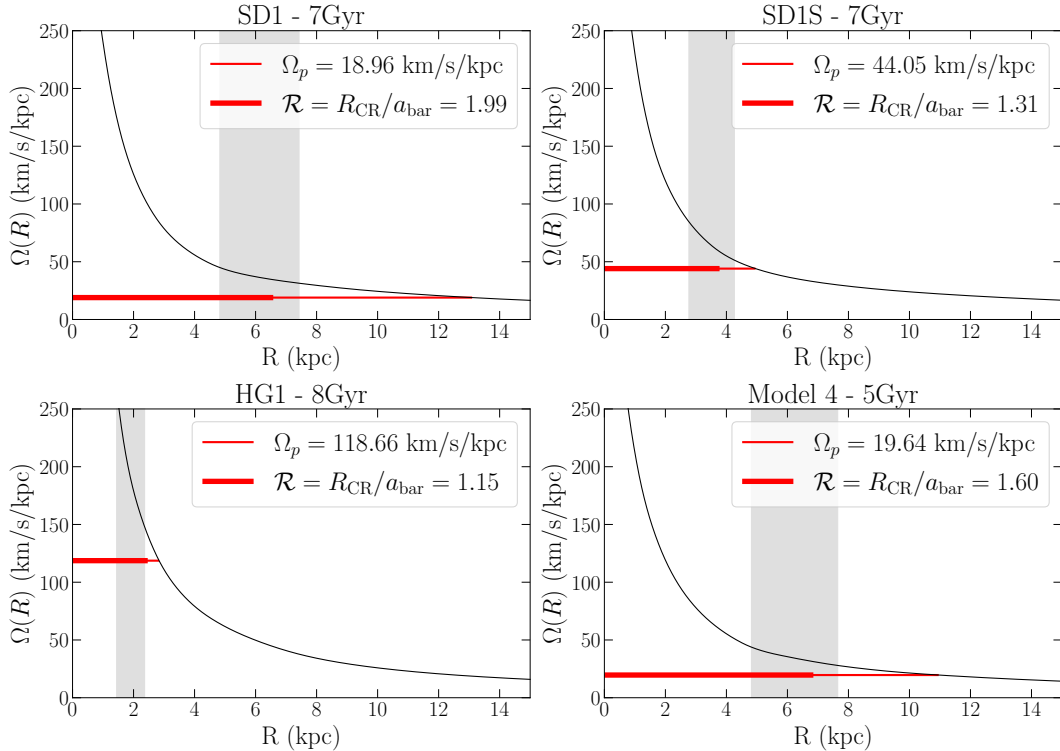 SD1 - 7Gyr
250
200
150
100
50
0
Ω(R) (km/s/kpc)
Ω_p = 18.96 km/s/kpc
ℛ = R_CR/a_bar = 1.99
0 2 4 6 8 10 12 14
R (kpc)
SD1S - 7Gyr
250
200
150
100
50
0
Ω(R) (km/s/kpc)
Ω_p = 44.05 km/s/kpc
ℛ = R_CR/a_bar = 1.31
0 2 4 6 8 10 12 14
R (kpc)
HG1 - 8Gyr
250
200
150
100
50
0
Ω(R) (km/s/kpc)
Ω_p = 118.66 km/s/kpc
ℛ = R_CR/a_bar = 1.15
0 2 4 6 8 10 12 14
R (kpc)
Model 4 - 5Gyr
250
200
150
100
50
0
Ω(R) (km/s/kpc)
Ω_p = 19.64 km/s/kpc
ℛ = R_CR/a_bar = 1.60
0 2 4 6 8 10 12 14
R (kpc)